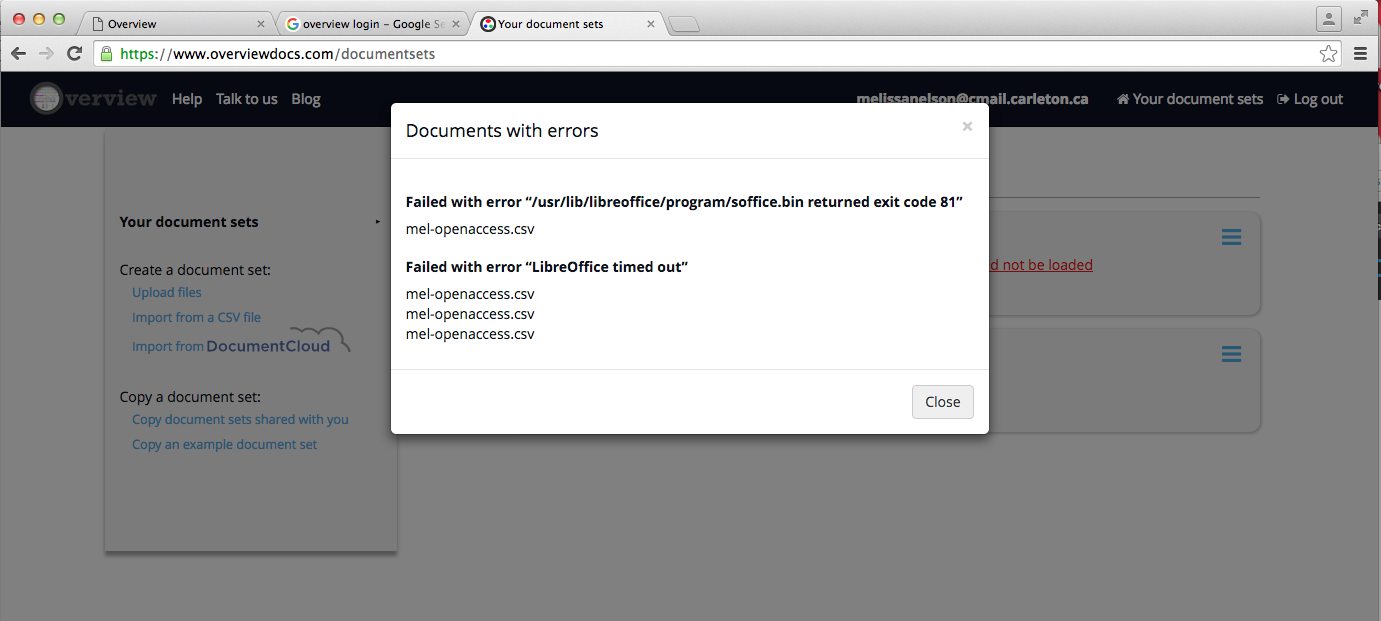 Overview
overview login – Google Se
Your document sets
https://www.overviewdocs.com/documentsets
verview Help Talk to us Blog melissanelson@cmail.carleton.ca Your document sets Log out
Documents with errors
×
Failed with error “/usr/lib/libreoffice/program/soffice.bin returned exit code 81”
mel-openaccess.csv
Failed with error “LibreOffice timed out”
mel-openaccess.csv
mel-openaccess.csv
mel-openaccess.csv
Close
Your document sets
Create a document set:
Upload files
Import from a CSV file
Import from DocumentCloud
Copy a document set:
Copy document sets shared with you
Copy an example document set
d not be loaded